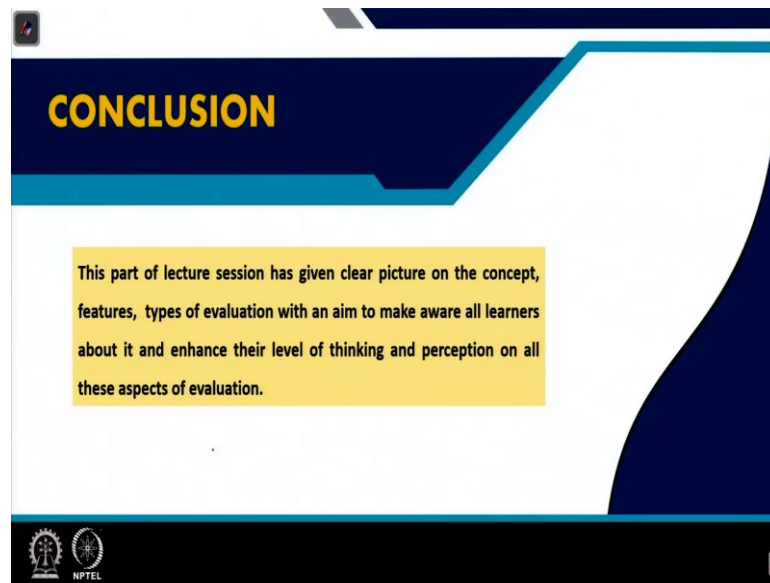 CONCLUSION
This part of lecture session has given clear picture on the concept,
features, types of evaluation with an aim to make aware all learners
about it and enhance their level of thinking and perception on all
these aspects of evaluation.
NPTEL